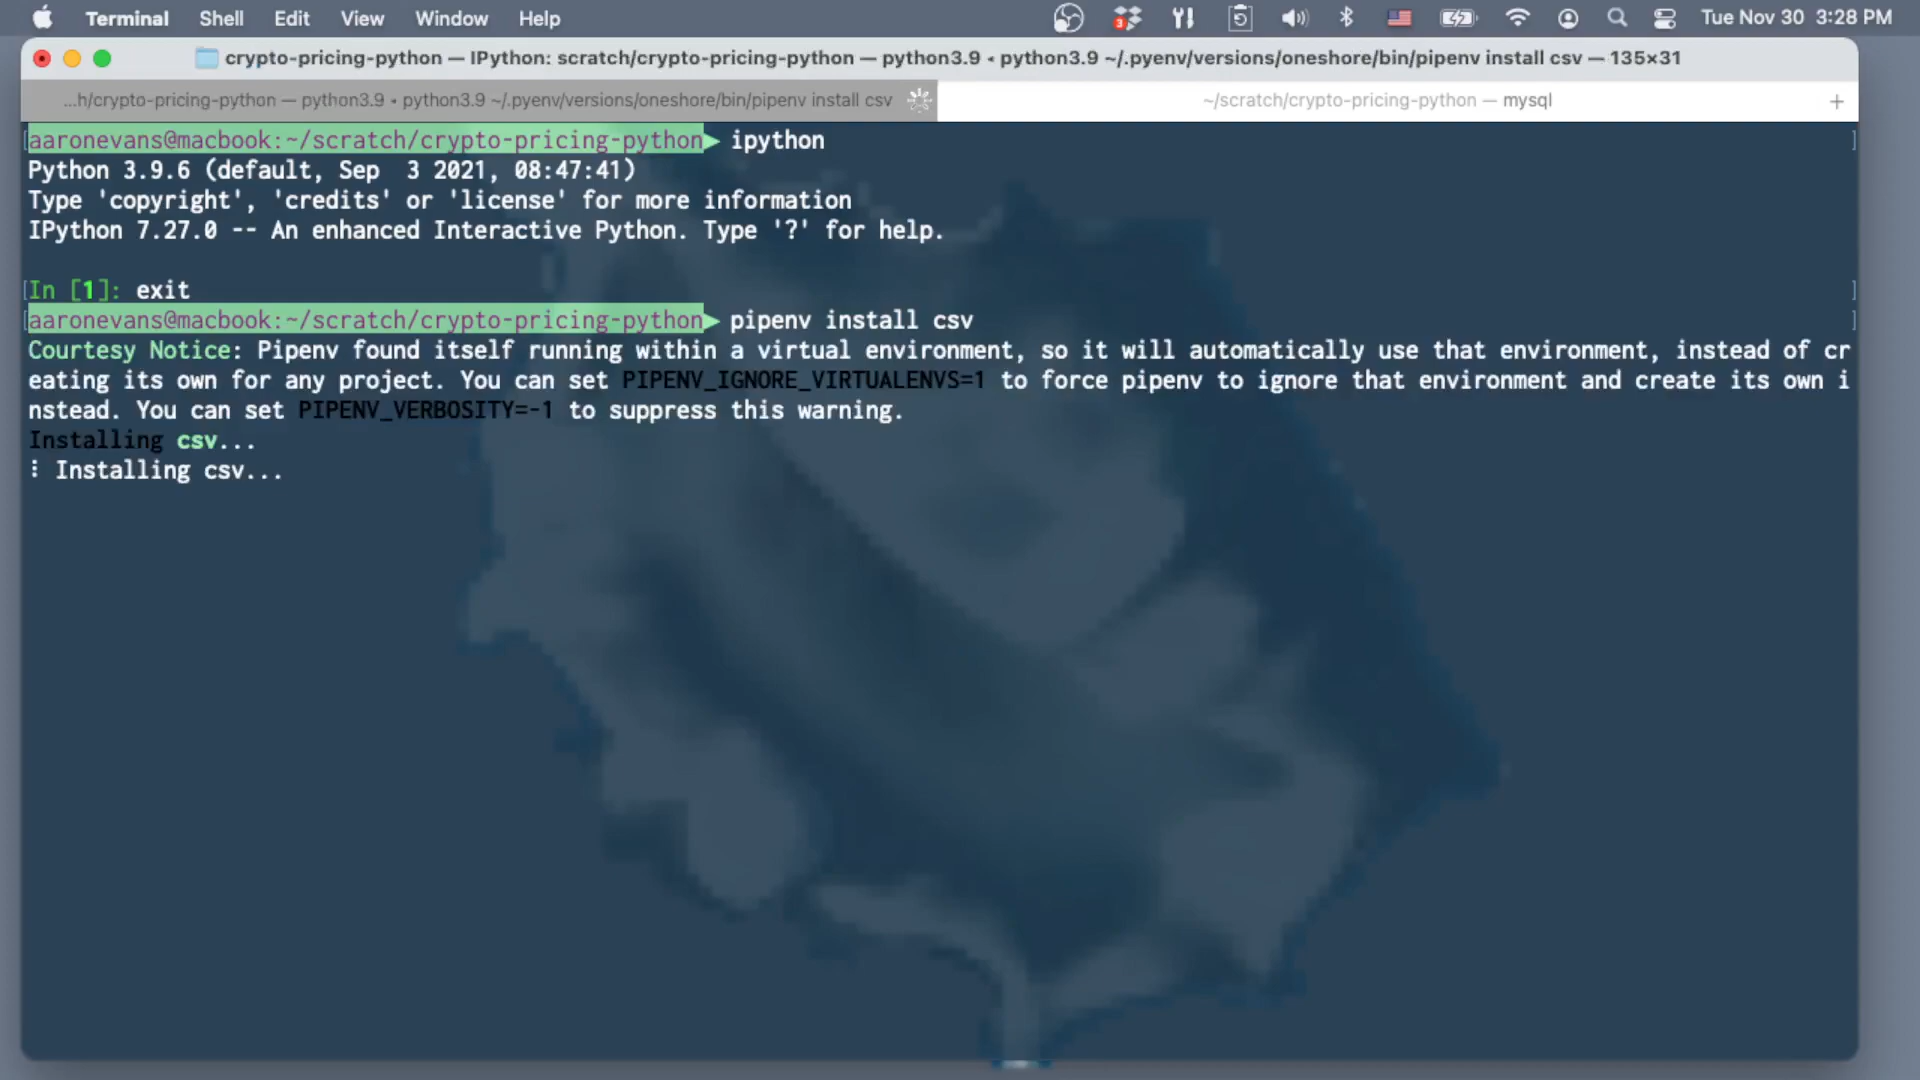 Terminal Shell Edit View Window Help 3 Tue Nov 30 3:28 PM
crypto-pricing-python — IPython: scratch/crypto-pricing-python — python3.9 ◂ python3.9 ~/.pyenv/versions/oneshore/bin/pipenv install csv — 135×31
...h/crypto-pricing-python — python3.9 ◂ python3.9 ~/.pyenv/versions/oneshore/bin/pipenv install csv ~/scratch/crypto-pricing-python — mysql +
[aaronevans@macbook:~/scratch/crypto-pricing-python▶ ipython ]
Python 3.9.6 (default, Sep  3 2021, 08:47:41)
Type 'copyright', 'credits' or 'license' for more information
IPython 7.27.0 -- An enhanced Interactive Python. Type '?' for help.
[In [1]: exit ]
[aaronevans@macbook:~/scratch/crypto-pricing-python▶ pipenv install csv ]
Courtesy Notice: Pipenv found itself running within a virtual environment, so it will automatically use that environment, instead of cr
eating its own for any project. You can set PIPENV_IGNORE_VIRTUALENVS=1 to force pipenv to ignore that environment and create its own i
nstead. You can set PIPENV_VERBOSITY=-1 to suppress this warning.
Installing csv...
⠇ Installing csv...